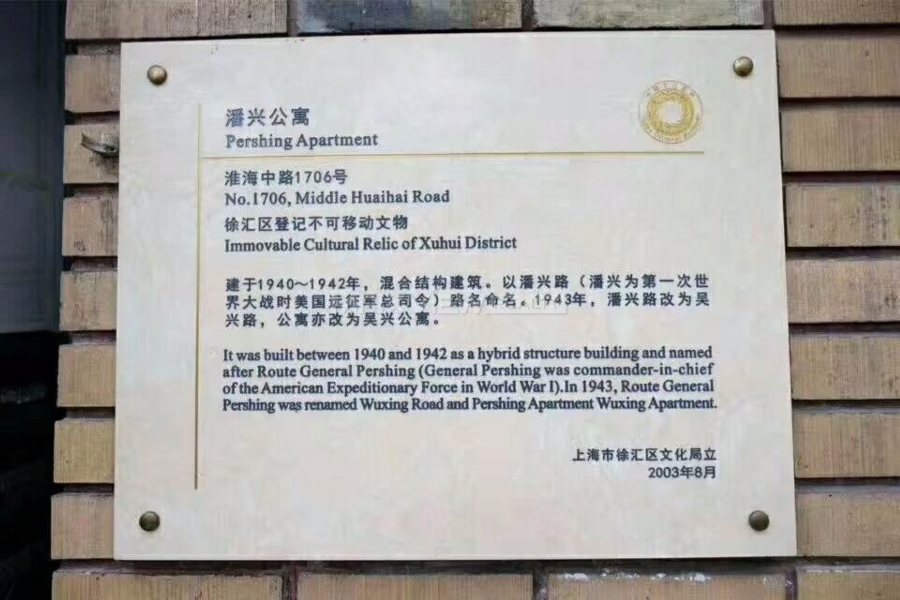 潘兴公寓
Pershing Apartment
淮海中路1706号
No.1706, Middle Huaihai Road
徐汇区登记不可移动文物
Immovable Cultural Relic of Xuhui District
建于1940～1942年，混合结构建筑。以潘兴路（潘兴为第一次世
界大战时美国远征军总司令）路名命名。1943年，潘兴路改为吴
兴路，公寓亦改为吴兴公寓。
It was built between 1940 and 1942 as a hybrid structure building and named
after Route General Pershing (General Pershing was commander-in-chief
of the American Expeditionary Force in World War I).In 1943, Route General
Pershing was renamed Wuxing Road and Pershing Apartment Wuxing Apartment.
上海市徐汇区文化局立
2003年8月